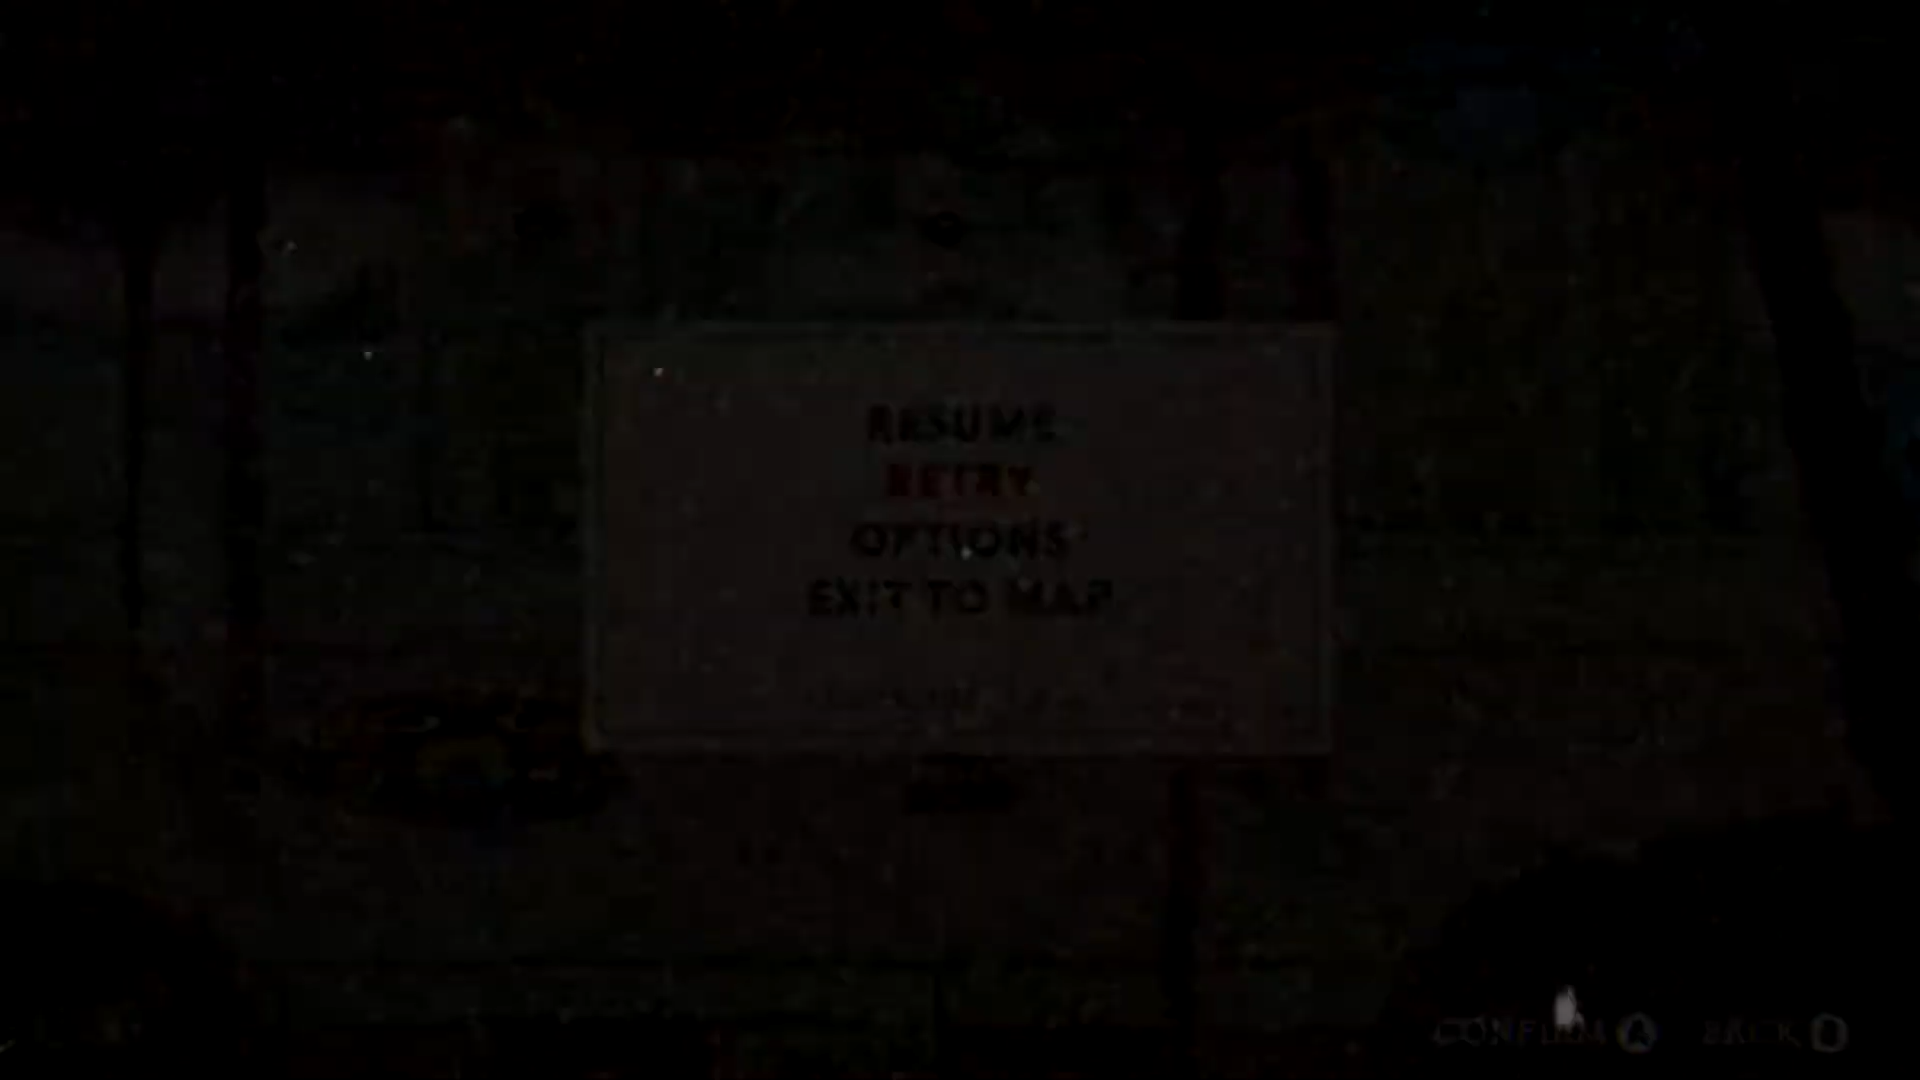 RESUME
RETRY
OPTIONS
EXIT TO MAP
CONFIRM A BACK